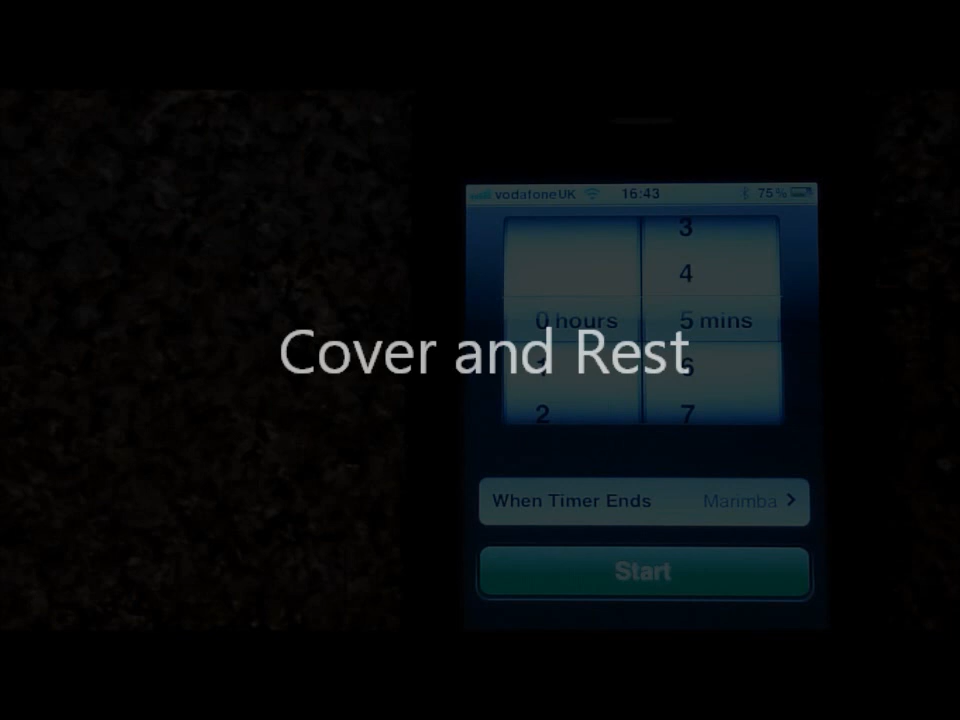 vodafoneUK 16:43 75%
3
4
0 hours 5 mins
Cover and Rest
1 6
2 7
When Timer Ends Marimba
Start